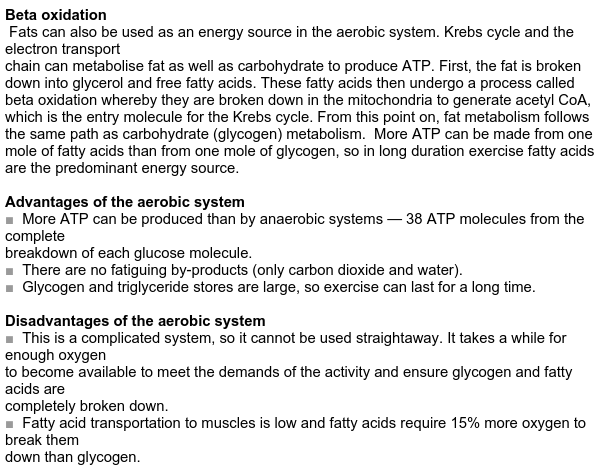 Beta oxidation
Fats can also be used as an energy source in the aerobic system. Krebs cycle and the
electron transport
chain can metabolise fat as well as carbohydrate to produce ATP. First, the fat is broken
down into glycerol and free fatty acids. These fatty acids then undergo a process called
beta oxidation whereby they are broken down in the mitochondria to generate acetyl CoA,
which is the entry molecule for the Krebs cycle. From this point on, fat metabolism follows
the same path as carbohydrate (glycogen) metabolism.  More ATP can be made from one
mole of fatty acids than from one mole of glycogen, so in long duration exercise fatty acids
are the predominant energy source.
Advantages of the aerobic system
■ More ATP can be produced than by anaerobic systems — 38 ATP molecules from the
complete
breakdown of each glucose molecule.
■ There are no fatiguing by-products (only carbon dioxide and water).
■ Glycogen and triglyceride stores are large, so exercise can last for a long time.
Disadvantages of the aerobic system
■ This is a complicated system, so it cannot be used straightaway. It takes a while for
enough oxygen
to become available to meet the demands of the activity and ensure glycogen and fatty
acids are
completely broken down.
■ Fatty acid transportation to muscles is low and fatty acids require 15% more oxygen to
break them
down than glycogen.